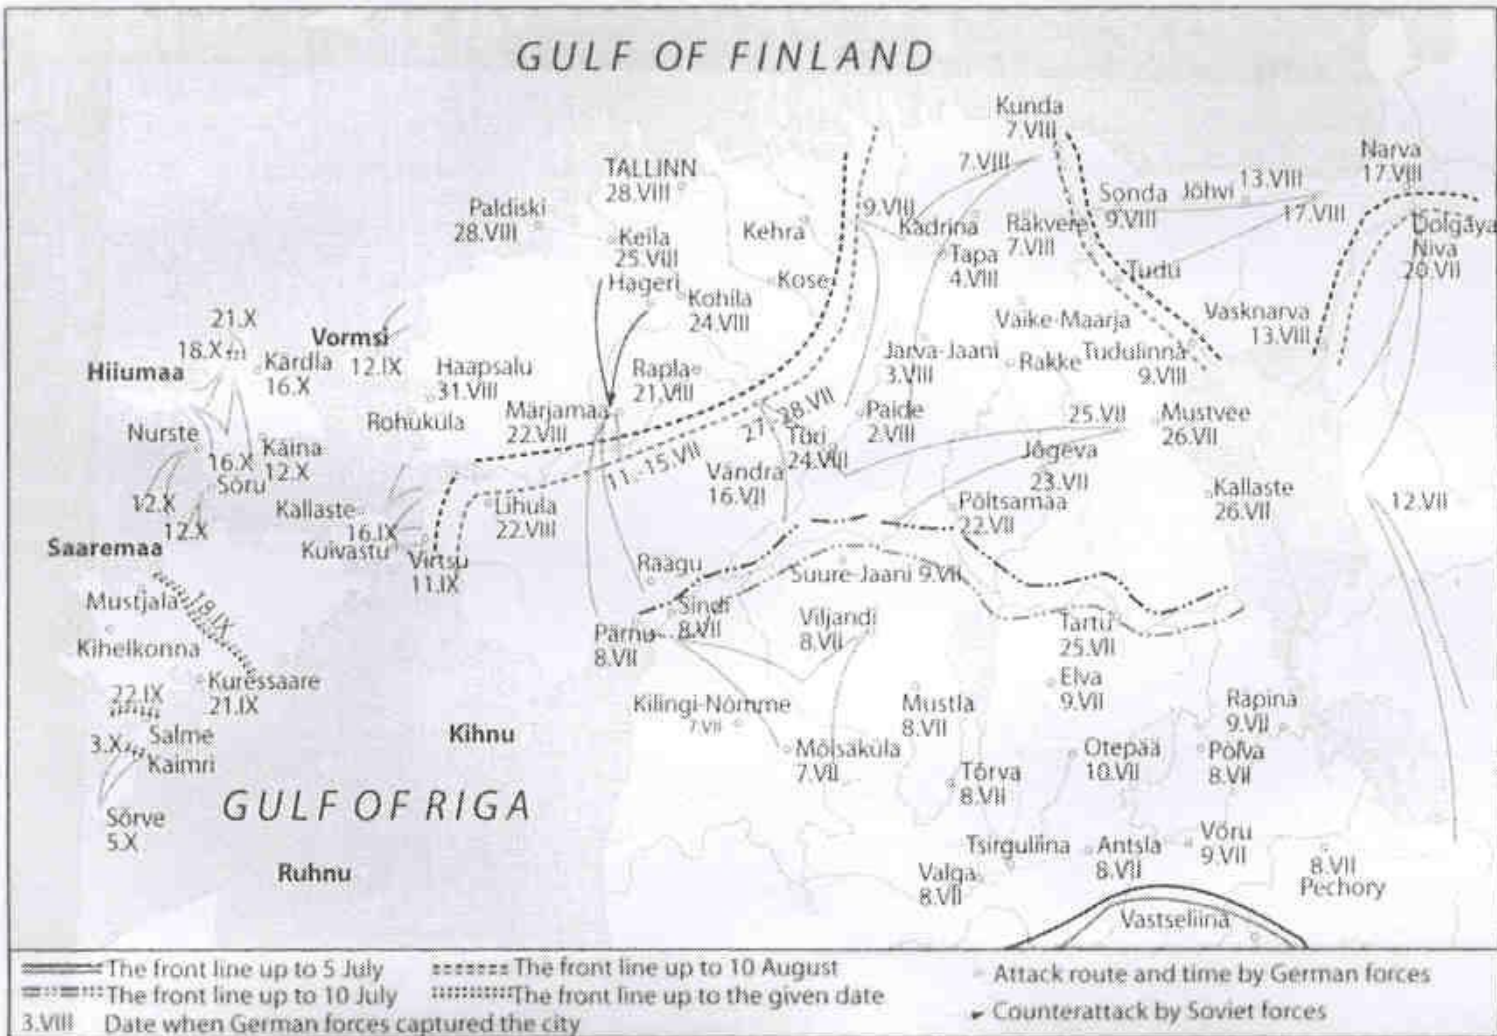 GULF OF FINLAND
Kunda
7.VIII
7.VIII
Narva
17.VIII
TALLINN
28.VIII
Paldiski
28.VIII
Keila
25.VIII
Kehra
9.VIII
Kadrina
Rakvere
7.VIII
Sonda
9.VIII
Jõhvi
13.VIII
17.VIII
Dolgaya
Niva
20.VII
Tapa
4.VIII
Tudu
Hageri
Kohila
24.VIII
Kose
Vaike-Maarja
Vasknarva
13.VIII
21.X
18.X
Kärdla
16.X
Hiiumaa
Vormsi
12.IX
Haapsalu
31.VIII
Rohuküla
Rapla
21.VIII
Märjamaa
22.VIII
Jarva-Jaani
3.VIII
Rakke
Tudulinna
9.VIII
Nurste
Käina
12.X
16.X
Sõru
12.X
12.X
Kallaste
16.IX
Kuivastu
Virtsu
11.IX
Lihula
22.VIII
11.-15.VII
27.-28.VII
Türi
24.VIII
Paide
2.VIII
25.VII
Mustvee
26.VII
Vändra
16.VII
Jõgeva
23.VII
Põltsamaa
22.VII
Kallaste
26.VII
12.VII
Saaremaa
Mustjala
18.IX
Kihelkonna
Kuressaare
21.IX
22.IX
Salme
3.X
Kaimri
Sõrve
5.X
Raagu
Sindi
8.VII
Pärnu
8.VII
Suure-Jaani 9.VII
Viljandi
8.VII
Tartu
25.VII
Elva
9.VII
Kilingi-Nõmme
7.VII
Mustla
8.VII
Rapina
9.VII
Kihnu
Mõisaküla
7.VII
Otepää
10.VII
Põlva
8.VII
Tõrva
8.VII
GULF OF RIGA
Ruhnu
Tsirguliina
Antsla
8.VII
Võru
9.VII
Valga
8.VII
8.VII
Pechory
Vastseliina
The front line up to 5 July
The front line up to 10 August
Attack route and time by German forces
The front line up to 10 July
The front line up to the given date
Counterattack by Soviet forces
3.VIII Date when German forces captured the city